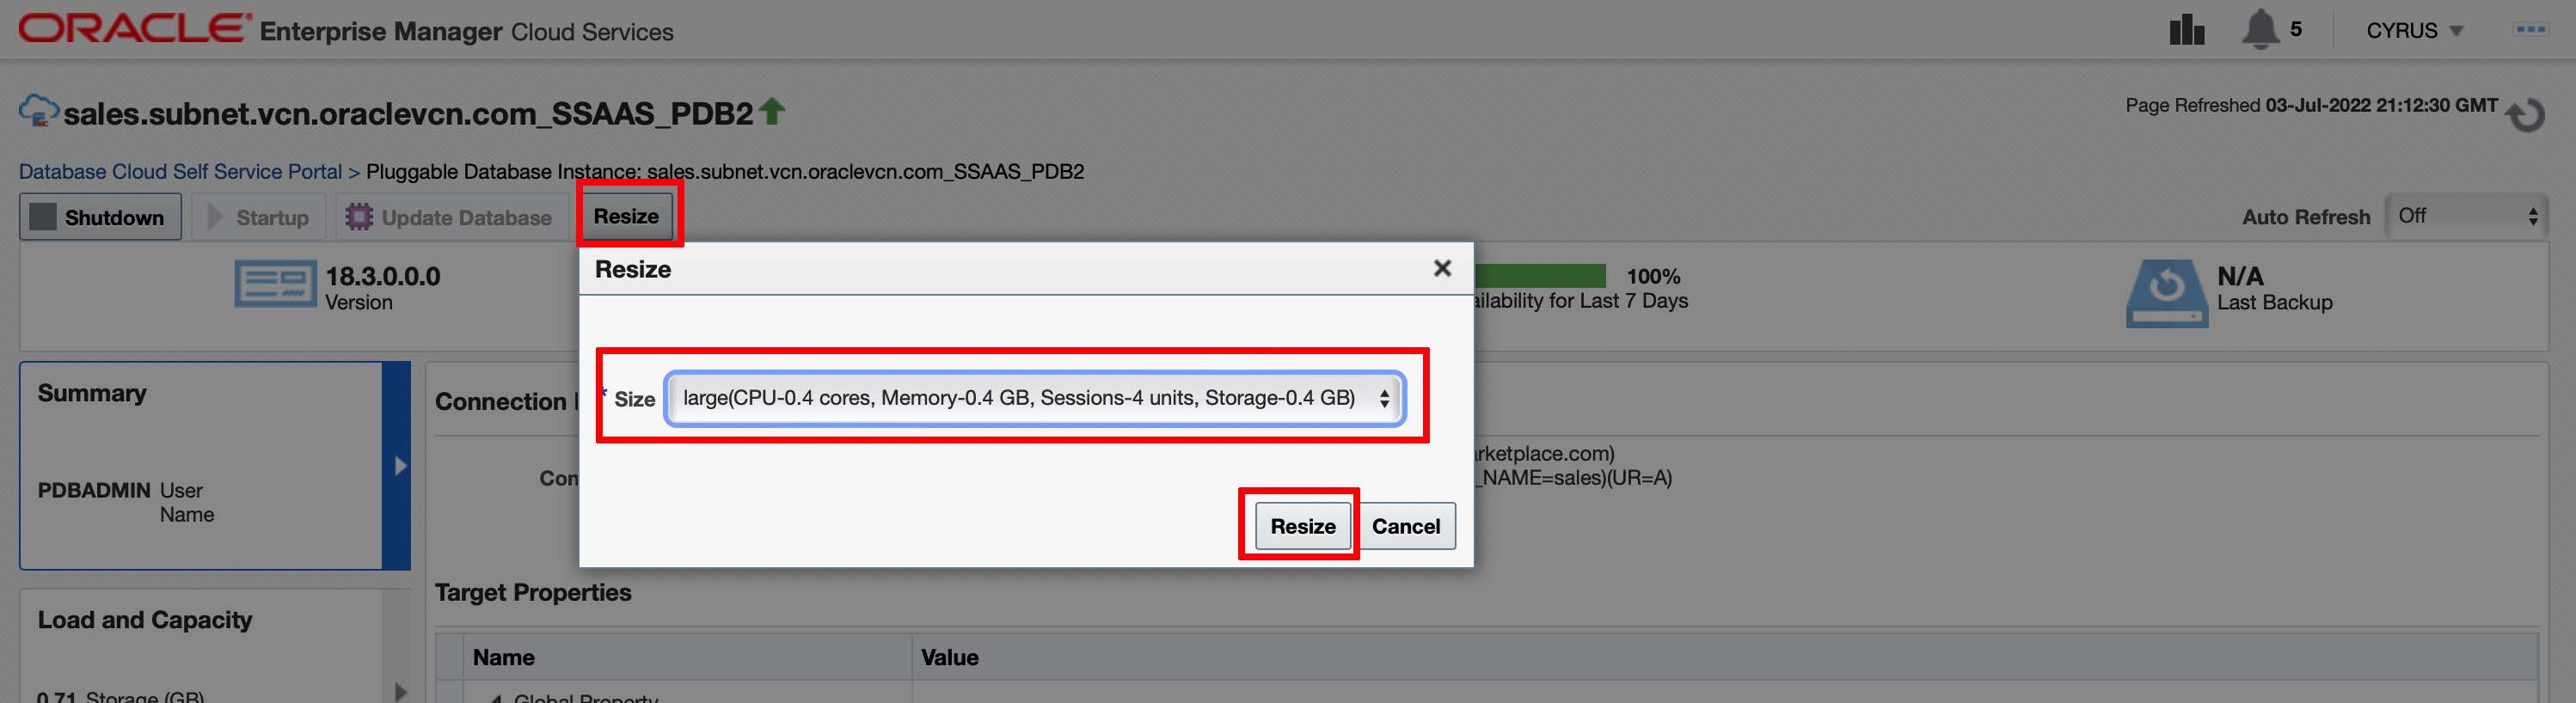 ORACLE Enterprise Manager Cloud Services
5
CYRUS
sales.subnet.vcn.oraclevcn.com_SSAAS_PDB2
Page Refreshed 03-Jul-2022 21:12:30 GMT
Database Cloud Self Service Portal > Pluggable Database Instance: sales.subnet.vcn.oraclevcn.com_SSAAS_PDB2
Shutdown
Startup
Update Database
Resize
Auto Refresh
Off
18.3.0.0.0
Version
100%
ilability for Last 7 Days
N/A
Last Backup
Resize
* Size large(CPU-0.4 cores, Memory-0.4 GB, Sessions-4 units, Storage-0.4 GB)
Resize
Cancel
Summary
PDBADMIN User
Name
Connection
Con
rketplace.com)
_NAME=sales)(UR=A)
Load and Capacity
0.71 Storage (GB)
Target Properties
Name
Value
Global Property